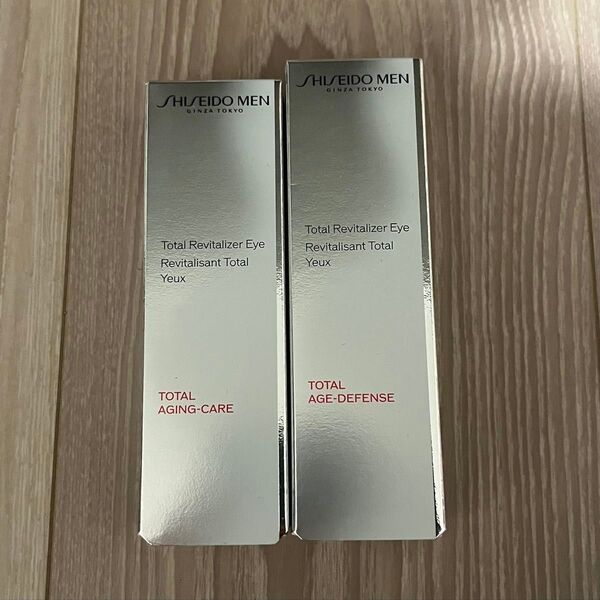 SHISEIDO MEN
GINZA TOKYO
Total Revitalizer Eye
Revitalisant Total
Yeux
TOTAL
AGING-CARE
SHISEIDO MEN
GINZA TOKYO
Total Revitalizer Eye
Revitalisant Total
Yeux
TOTAL
AGE-DEFENSE